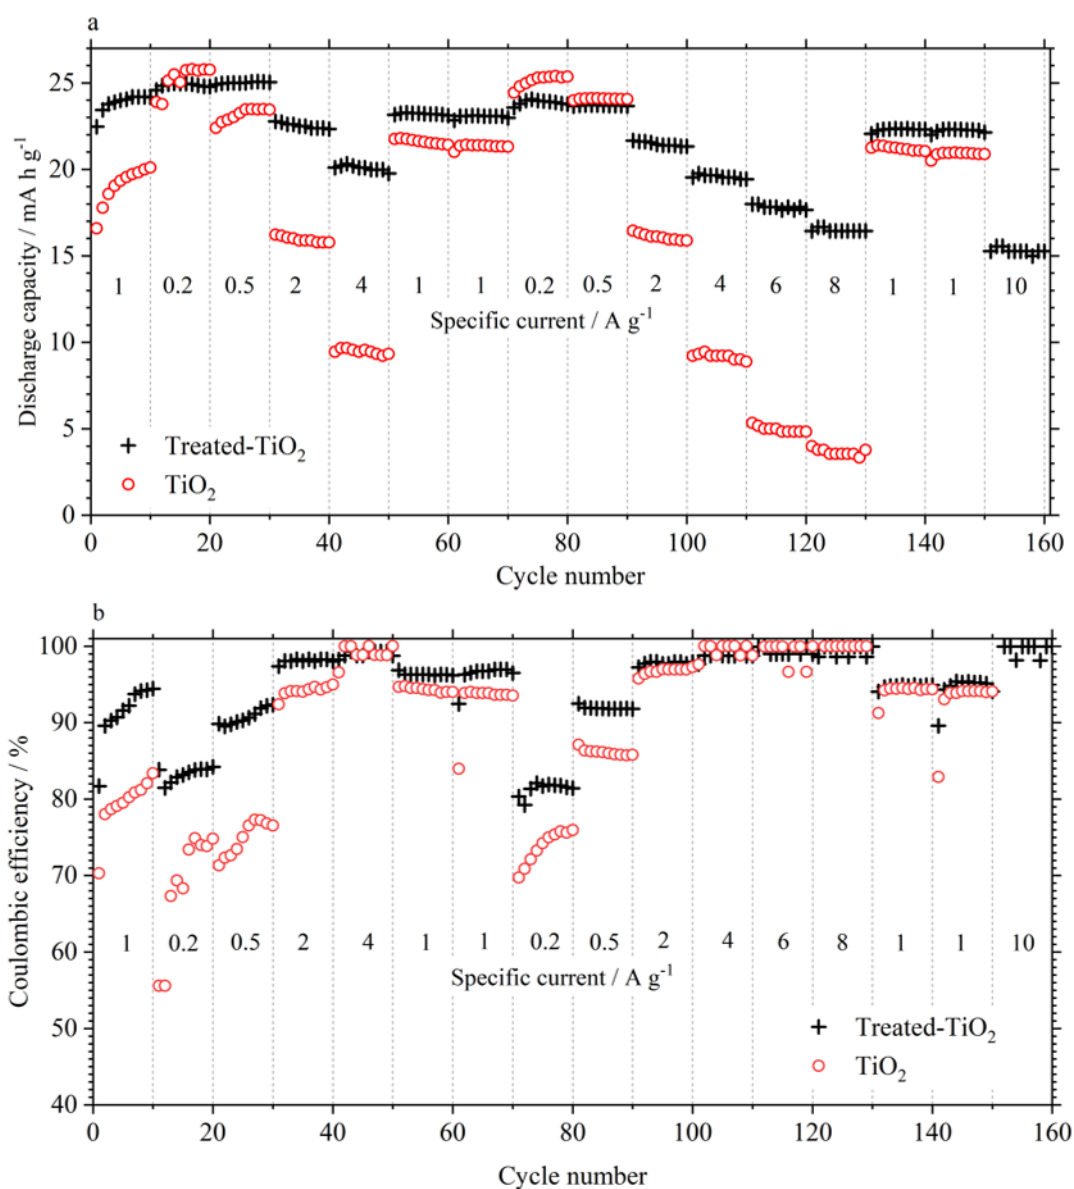 a
25
20
15
10
5
0
Discharge capacity / mA h g⁻¹
1 0.2 0.5 2 4 1 1 0.2 0.5 2 4 6 8 1 1 10
Specific current / A g⁻¹
Treated-TiO₂
TiO₂
0 20 40 60 80 100 120 140 160
Cycle number
b
100
90
80
70
60
50
40
Coulombic efficiency / %
1 0.2 0.5 2 4 1 1 0.2 0.5 2 4 6 8 1 1 10
Specific current / A g⁻¹
Treated-TiO₂
TiO₂
0 20 40 60 80 100 120 140 160
Cycle number